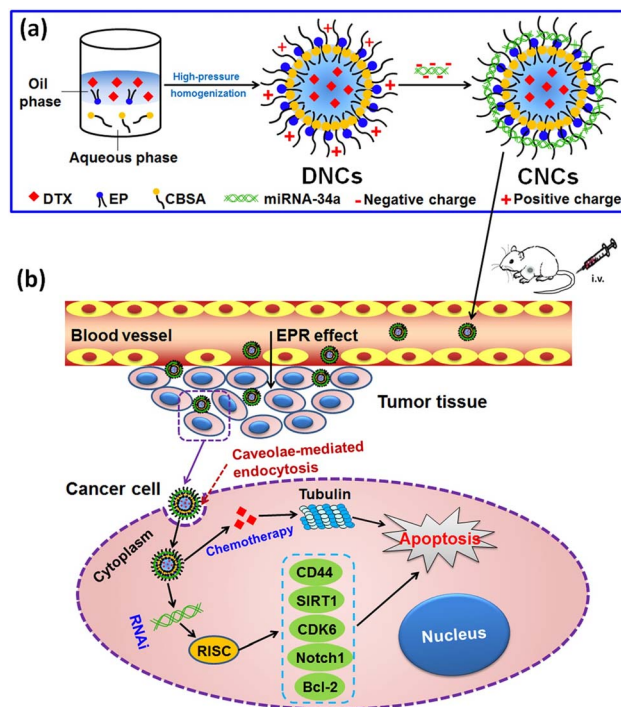 (a)
Oil
phase
Aqueous phase
High-pressure
homogenization
DNCs
CNCs
DTX
EP
CBSA
miRNA-34a
Negative charge
Positive charge
i.v.
(b)
Blood vessel
EPR effect
Tumor tissue
Caveolae-mediated
endocytosis
Cancer cell
Cytoplasm
Chemotherapy
Tubulin
Apoptosis
RNAi
RISC
CD44
SIRT1
CDK6
Notch1
Bcl-2
Nucleus